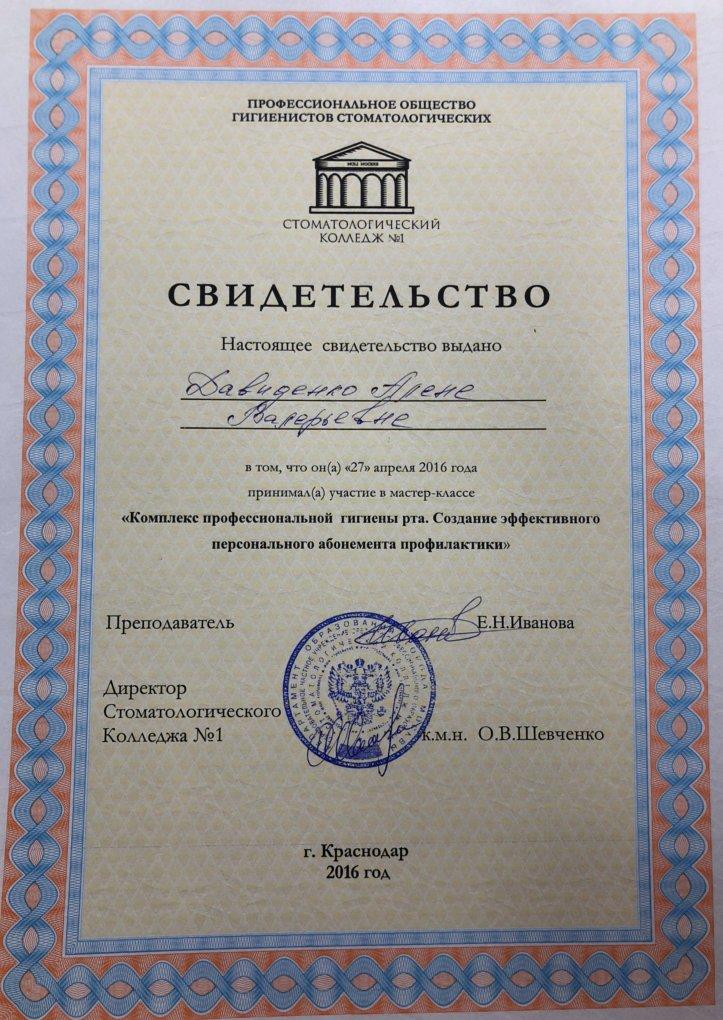 ПРОФЕССИОНАЛЬНОЕ ОБЩЕСТВО
ГИГИЕНИСТОВ СТОМАТОЛОГИЧЕСКИХ
СТОМАТОЛОГИЧЕСКИЙ
КОЛЛЕДЖ №1
СВИДЕТЕЛЬСТВО
Настоящее свидетельство выдано
Давиденко Алене
Валерьевне
в том, что он(а) «27» апреля 2016 года
принимал(а) участие в мастер-классе
«Комплекс профессиональной гигиены рта. Создание эффективного
персонального абонемента профилактики»
Преподаватель Е.Н.Иванова
Директор
Стоматологического
Колледжа №1 к.м.н. О.В.Шевченко
г. Краснодар
2016 год